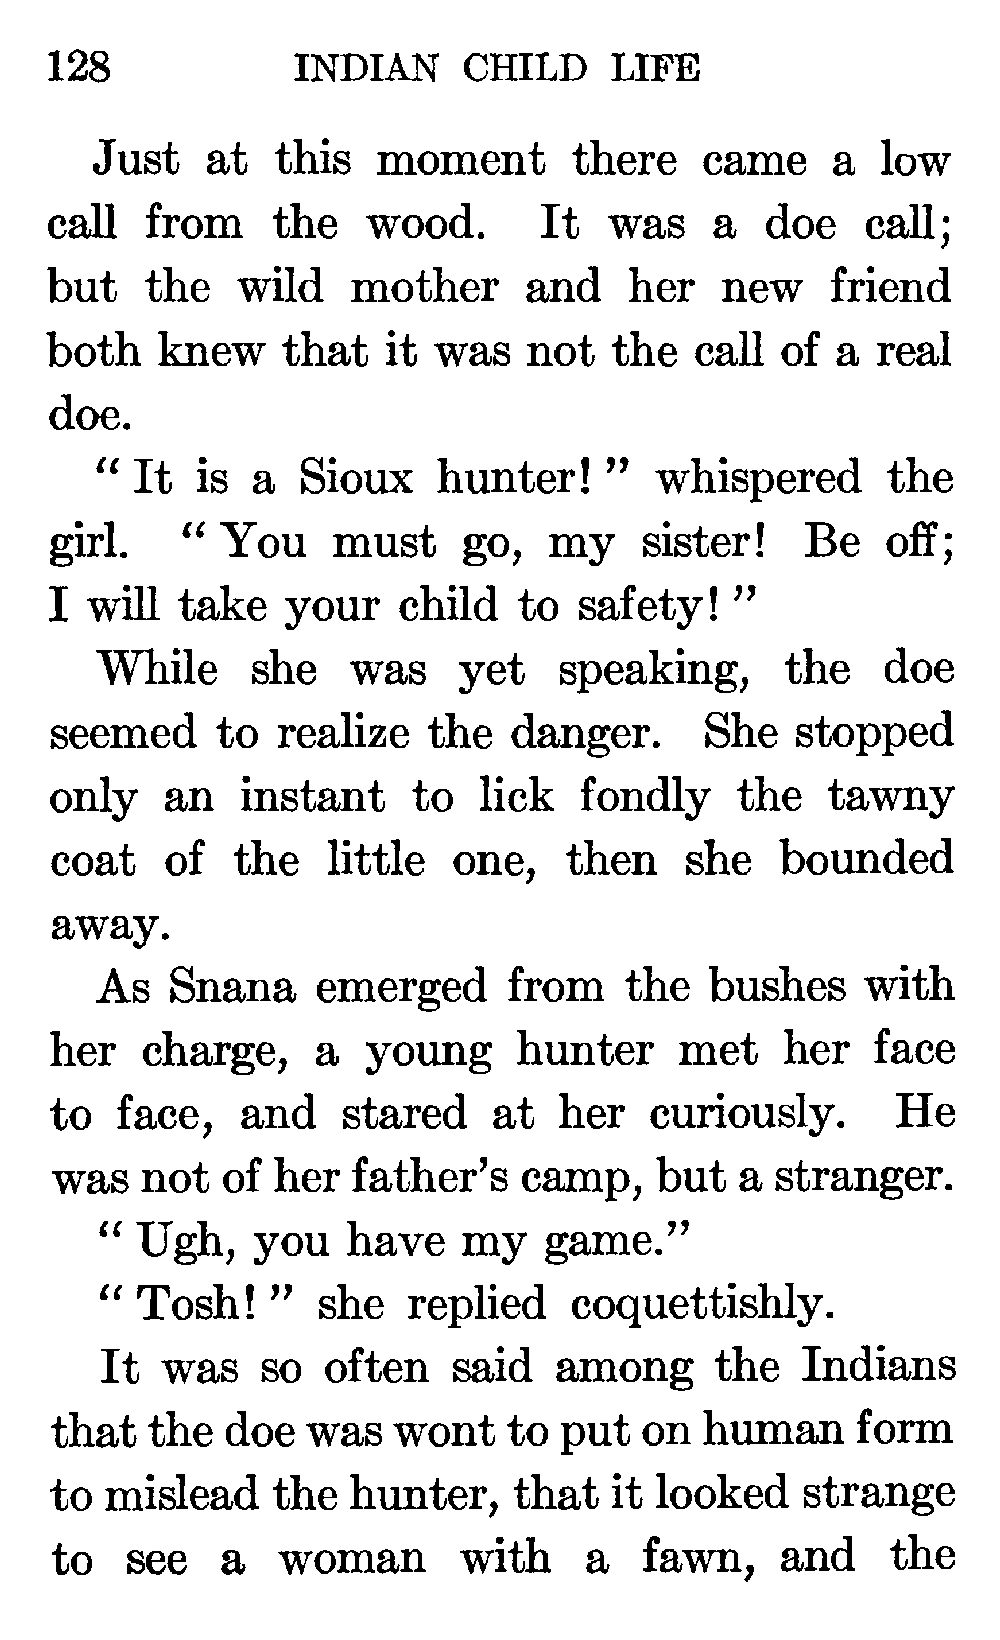 128 INDIAN CHILD LIFE
Just at this moment there came a low
call from the wood. It was a doe call;
but the wild mother and her new friend
both knew that it was not the call of a real
doe.
“ It is a Sioux hunter! ” whispered the
girl. “ You must go, my sister! Be off;
I will take your child to safety! ”
While she was yet speaking, the doe
seemed to realize the danger. She stopped
only an instant to lick fondly the tawny
coat of the little one, then she bounded
away.
As Snana emerged from the bushes with
her charge, a young hunter met her face
to face, and stared at her curiously. He
was not of her father’s camp, but a stranger.
“ Ugh, you have my game.”
“ Tosh! ” she replied coquettishly.
It was so often said among the Indians
that the doe was wont to put on human form
to mislead the hunter, that it looked strange
to see a woman with a fawn, and the